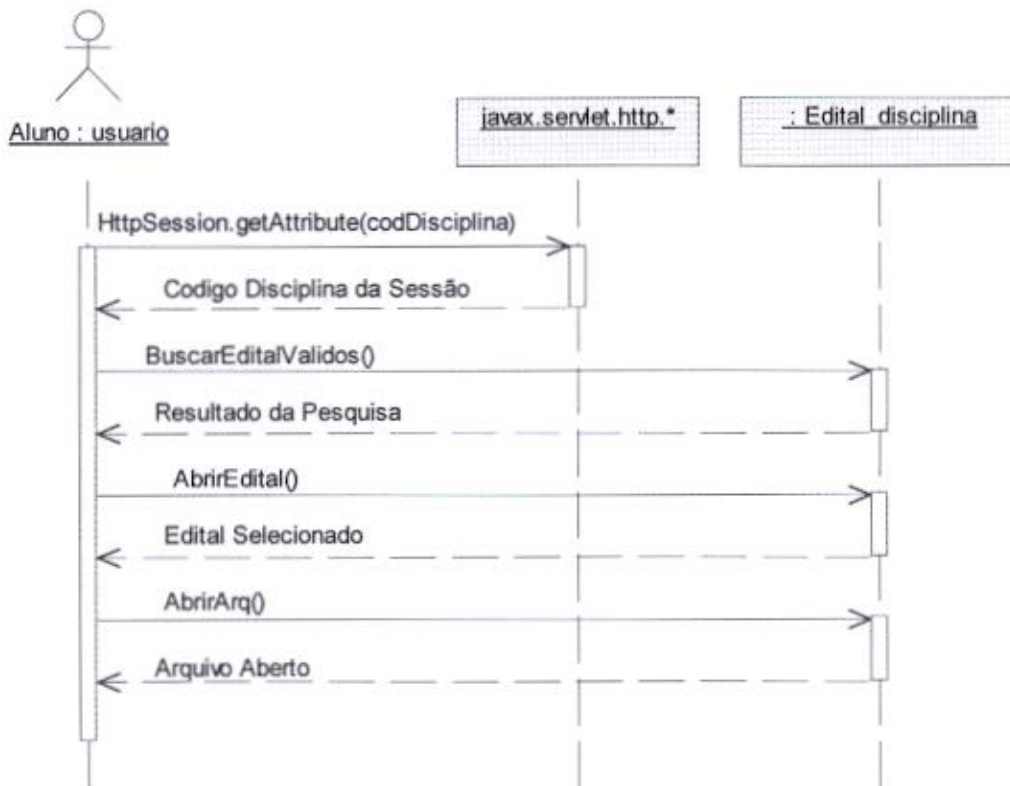 Aluno : usuario
javax.servlet.http.*
: Edital_disciplina
HttpSession.getAttribute(codDisciplina)
Codigo Disciplina da Sessão
BuscarEditalValidos()
Resultado da Pesquisa
AbrirEdital()
Edital Selecionado
AbrirArq()
Arquivo Aberto